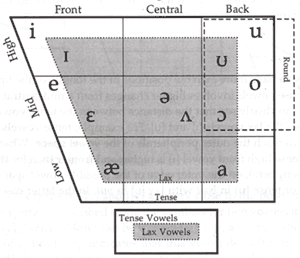 Front Central Back
High
Mid
Low
Round
i u
ɪ ʊ
e o
ə
ɛ ʌ ɔ
æ a
Lax
Tense
Tense Vowels
Lax Vowels